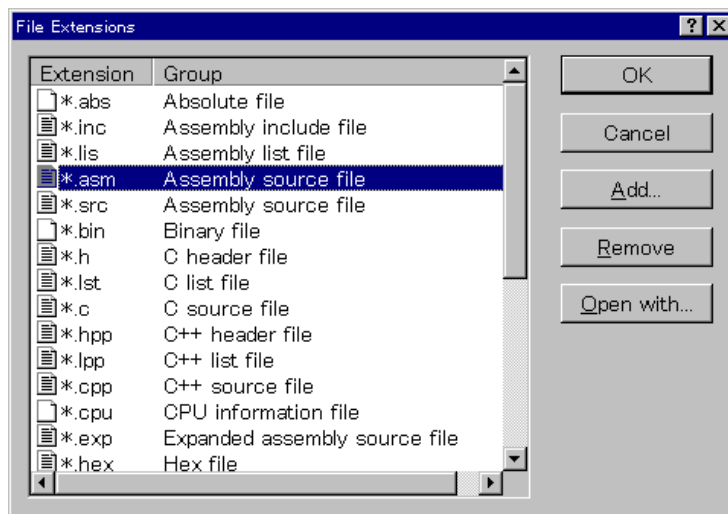 File Extensions
Extension Group
*.abs Absolute file
*.inc Assembly include file
*.lis Assembly list file
*.asm Assembly source file
*.src Assembly source file
*.bin Binary file
*.h C header file
*.lst C list file
*.c C source file
*.hpp C++ header file
*.lpp C++ list file
*.cpp C++ source file
*.cpu CPU information file
*.exp Expanded assembly source file
*.hex Hex file
OK
Cancel
Add...
Remove
Open with...